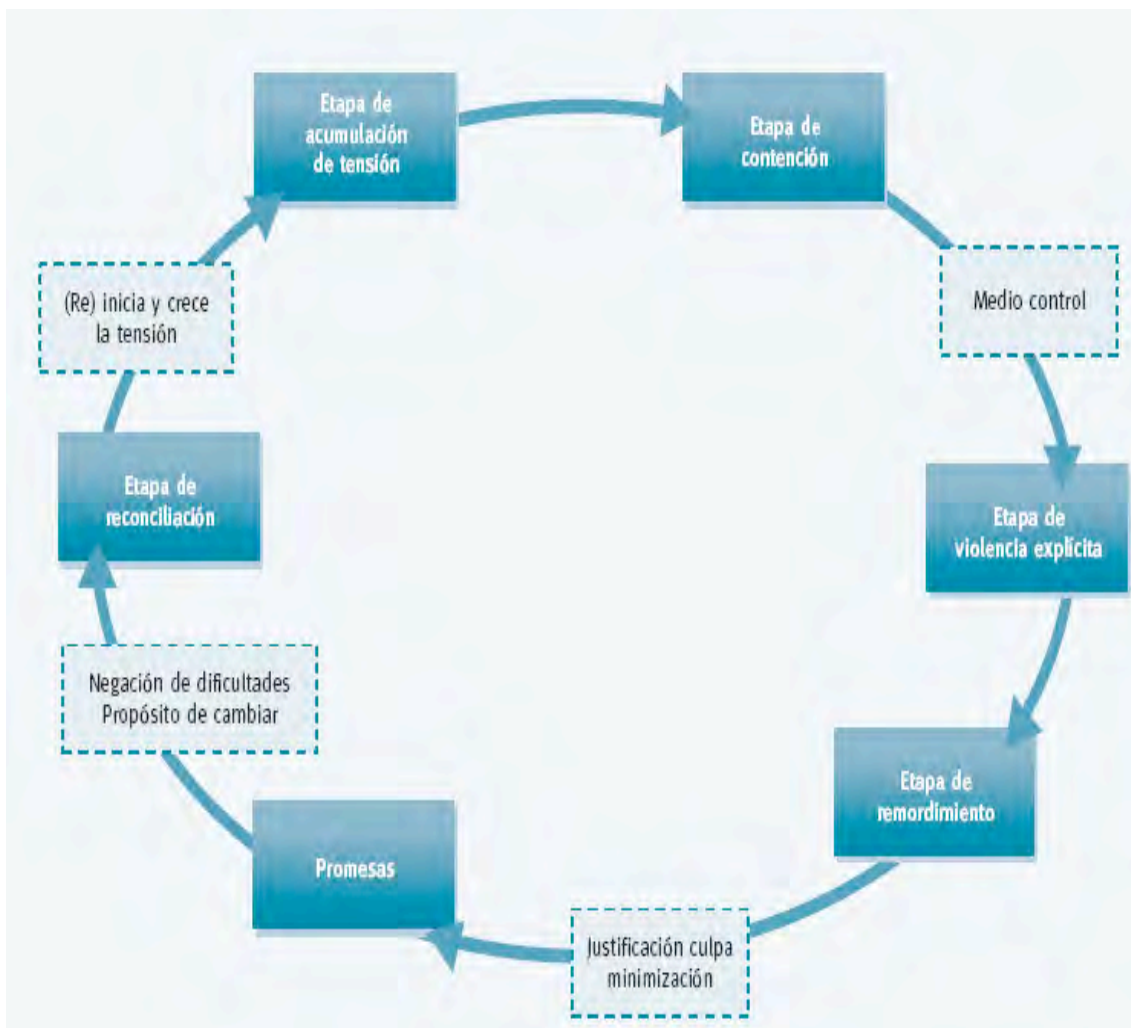 Etapa de
acumulación
de tensión
Etapa de
contención
Medio control
Etapa de
violencia explícita
Etapa de
remordimiento
Justificación culpa
minimización
Promesas
Negación de dificultades
Propósito de cambiar
Etapa de
reconciliación
(Re) inicia y crece
la tensión